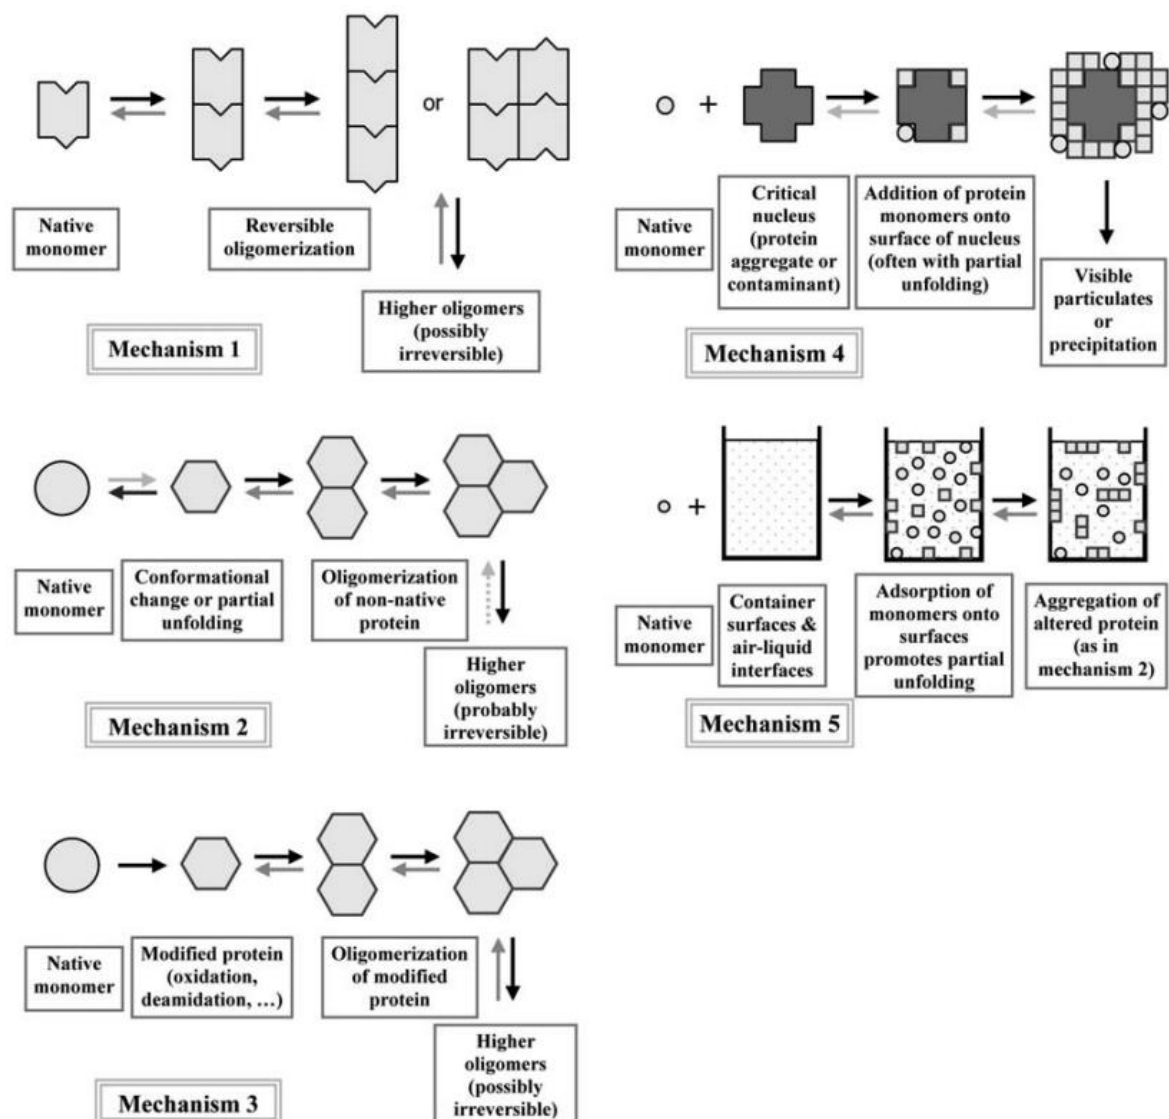 or
Native
monomer
Reversible
oligomerization
Higher oligomers
(possibly
irreversible)
Mechanism 1
Native
monomer
Conformational
change or partial
unfolding
Oligomerization
of non-native
protein
Higher
oligomers
(probably
irreversible)
Mechanism 2
Native
monomer
Modified protein
(oxidation,
deamidation, …)
Oligomerization
of modified
protein
Higher
oligomers
(possibly
irreversible)
Mechanism 3
+
Native
monomer
Critical
nucleus
(protein
aggregate or
contaminant)
Addition of protein
monomers onto
surface of nucleus
(often with partial
unfolding)
Visible
particulates
or
precipitation
Mechanism 4
+
Native
monomer
Container
surfaces &
air-liquid
interfaces
Adsorption of
monomers onto
surfaces
promotes partial
unfolding
Aggregation of
altered protein
(as in
mechanism 2)
Mechanism 5